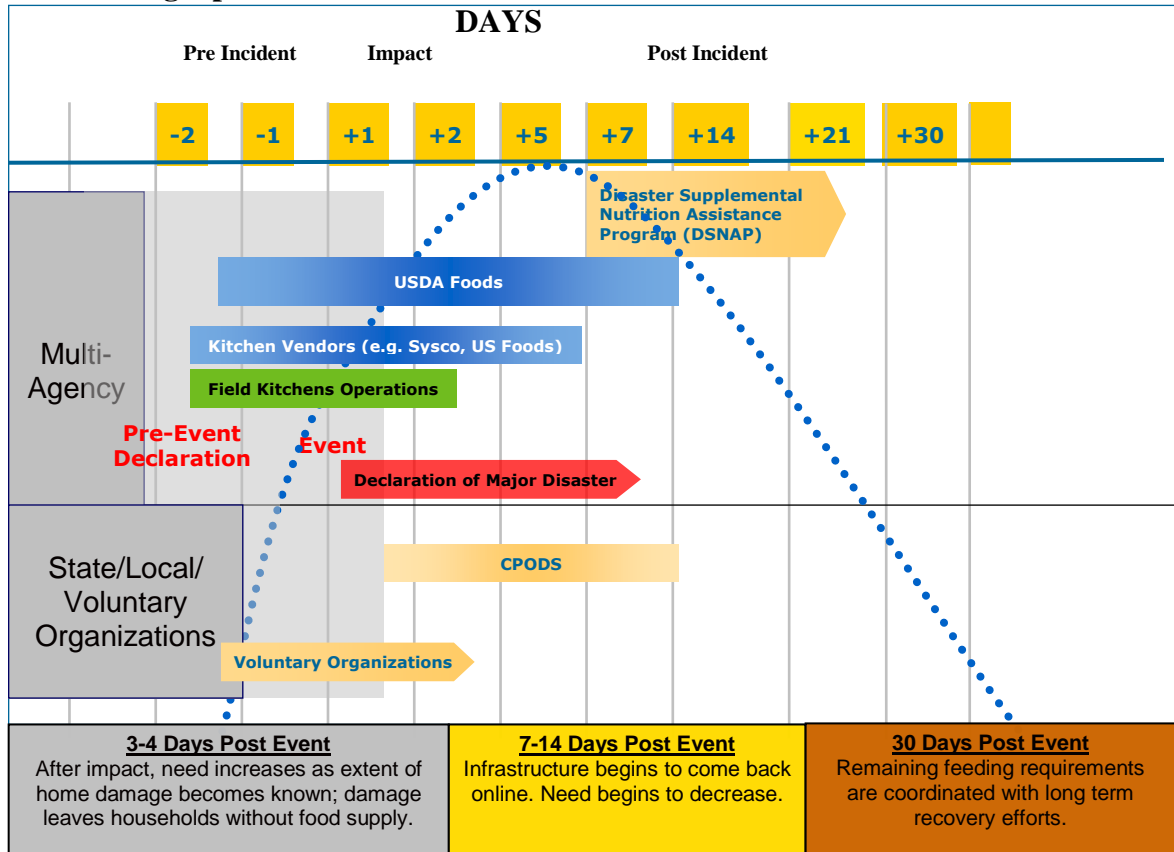 DAYS
Pre Incident Impact Post Incident
-2 -1 +1 +2 +5 +7 +14 +21 +30
Disaster Supplemental
Nutrition Assistance
Program (DSNAP)
USDA Foods
Kitchen Vendors (e.g. Sysco, US Foods)
Field Kitchens Operations
Multi-
Agency
Pre-Event
Declaration
Event
Declaration of Major Disaster
State/Local/
Voluntary
Organizations
CPODS
Voluntary Organizations
3-4 Days Post Event
After impact, need increases as extent of
home damage becomes known; damage
leaves households without food supply.
7-14 Days Post Event
Infrastructure begins to come back
online. Need begins to decrease.
30 Days Post Event
Remaining feeding requirements
are coordinated with long term
recovery efforts.